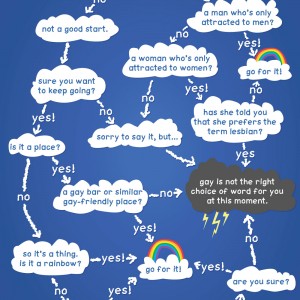 no
a man who's only
attracted to men?
not a good start.
yes!
no
a woman who's only
attracted to women?
go for it!
sure you want
to keep going?
no
no
yes!
yes!
sorry to say it, but...
has she told you
that she prefers the
term lesbian?
is it a place?
yes!
no
yes!
no
a gay bar or similar
gay-friendly place?
no
gay is not the right
choice of word for you
at this moment.
yes!
no
so it's a thing.
is it a rainbow?
yes!
go for it!
yes!
are you sure?
no